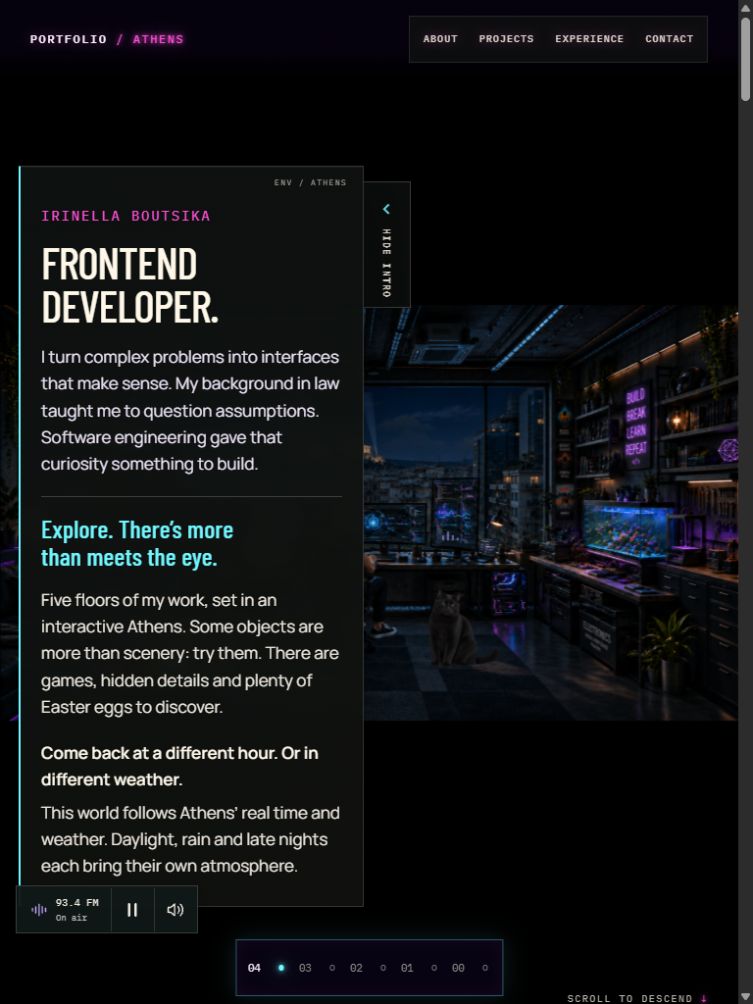 PORTFOLIO / ATHENS
ABOUT PROJECTS EXPERIENCE CONTACT
ENV / ATHENS
IRINELLA BOUTSIKA
HIDE INTRO
FRONTEND
DEVELOPER.
I turn complex problems into interfaces
that make sense. My background in law
taught me to question assumptions.
Software engineering gave that
curiosity something to build.
BUILD
BREAK
LEARN
REPEAT
Explore. There’s more
than meets the eye.
Five floors of my work, set in an
interactive Athens. Some objects are
more than scenery: try them. There are
games, hidden details and plenty of
Easter eggs to discover.
Come back at a different hour. Or in
different weather.
This world follows Athens’ real time and
weather. Daylight, rain and late nights
each bring their own atmosphere.
93.4 FM
On air
04 03 02 01 00
SCROLL TO DESCEND ↓